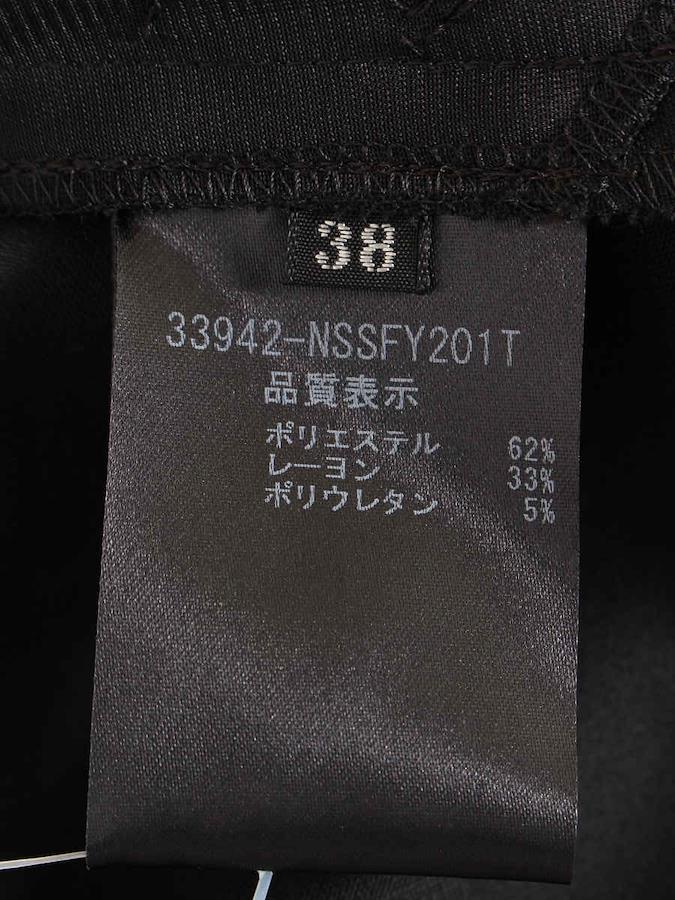 38
33942-NSSFY201T
品質表示
ポリエステル 62%
レーヨン 33%
ポリウレタン 5%